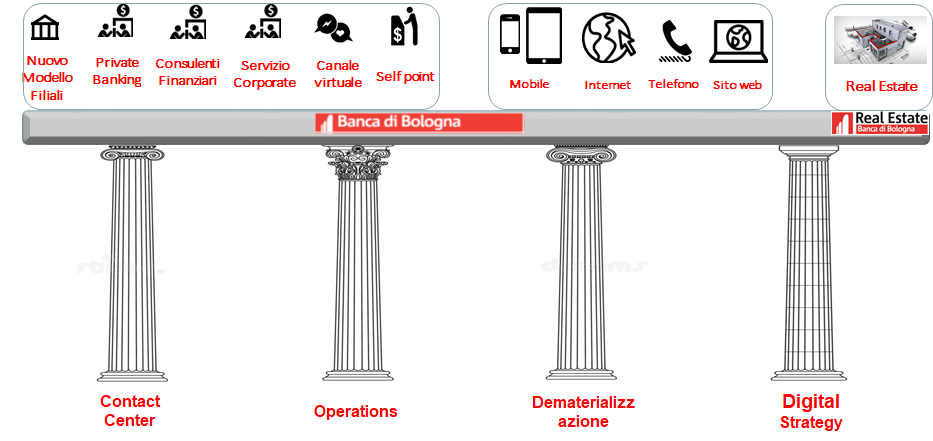 Nuovo
Modello
Filiali
Private
Banking
Consulenti
Finanziari
Servizio
Corporate
Canale
virtuale
Self point
Mobile
Internet
Telefono
Sito web
Real Estate
Banca di Bologna
Real Estate
Banca di Bologna
Contact
Center
Operations
Dematerializz
azione
Digital
Strategy